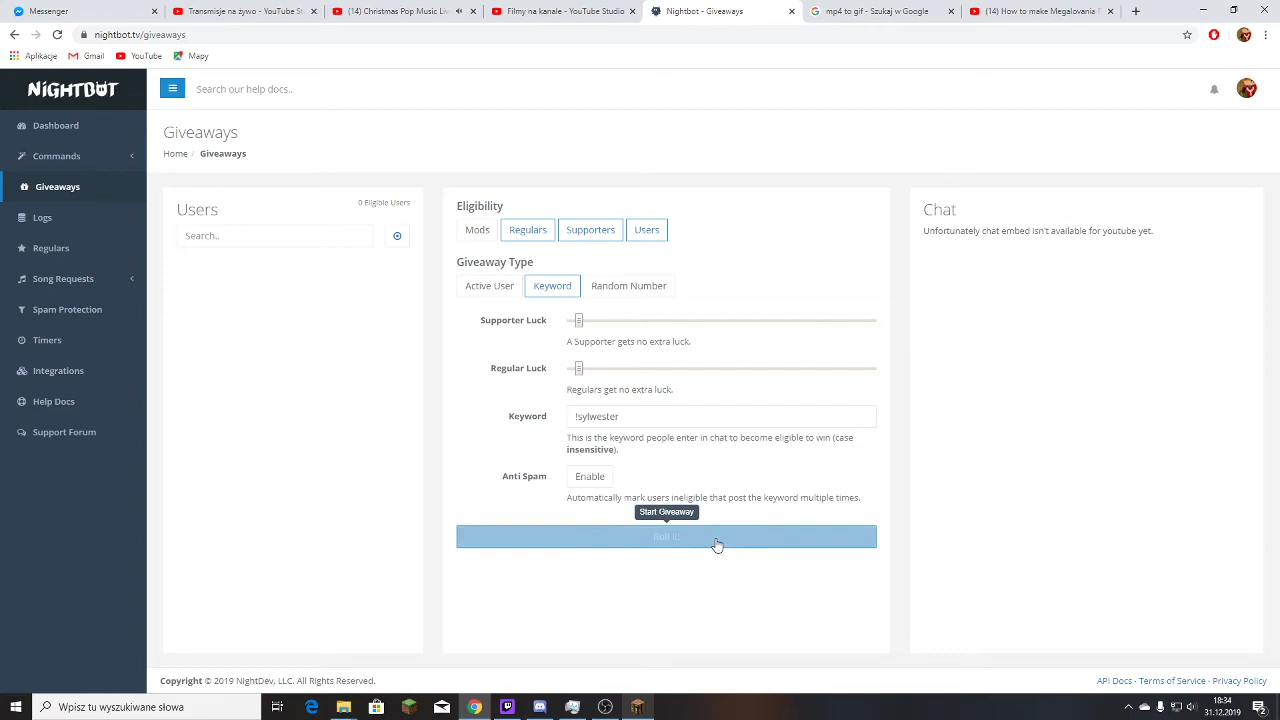 Messenger
Transmisje na żywo - YouTube St
(14) Christmas Pop Music Li
Filmy na kanale - YouTube Studio
Nightbot - Giveaways
mp4 to gif - Szukaj w Google
(14) How to make Megalovania
nightbot.tv/giveaways
Aplikacje
Gmail
YouTube
Mapy
NIGHTBOT
Search our help docs..
Dashboard
Commands
Giveaways
Logs
Regulars
Song Requests
Spam Protection
Timers
Integrations
Help Docs
Support Forum
Giveaways
Home / Giveaways
Users
0 Eligible Users
Search..
Eligibility
Mods
Regulars
Supporters
Users
Giveaway Type
Active User
Keyword
Random Number
Supporter Luck
A Supporter gets no extra luck.
Regular Luck
Regulars get no extra luck.
Keyword
!sylwester
This is the keyword people enter in chat to become eligible to win (case
insensitive).
Anti Spam
Enable
Automatically mark users ineligible that post the keyword multiple times.
Start Giveaway
Roll It!
Chat
Unfortunately chat embed isn't available for youtube yet.
Copyright © 2019 NightDev, LLC. All Rights Reserved.
API Docs · Terms of Service · Privacy Policy
Wpisz tu wyszukiwane słowa
18:34
31.12.2019